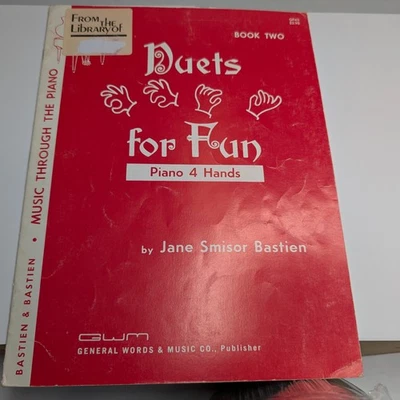 From
the
Library of
BOOK TWO
Duets
for Fun
Piano 4 Hands
by Jane Smisor Bastien
GWM
GENERAL WORDS & MUSIC CO., Publisher
BASTIEN & BASTIEN • MUSIC THROUGH THE PIANO